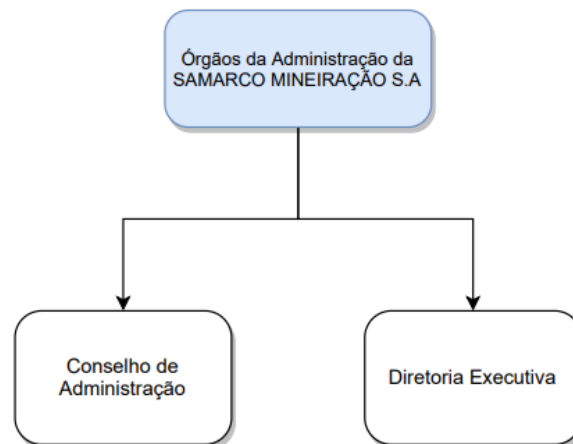 Órgãos da Administração da
SAMARCO MINEIRAÇÃO S.A
Conselho de
Administração
Diretoria Executiva